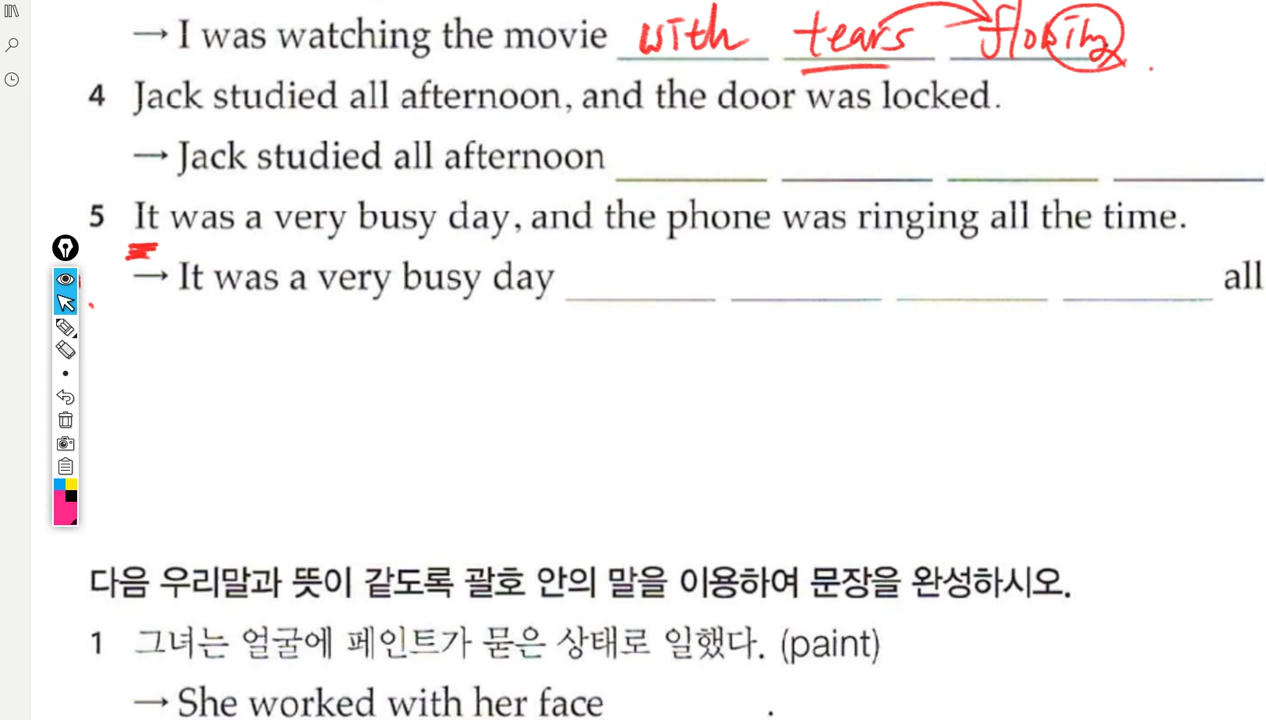 → I was watching the movie with tears floing.
4 Jack studied all afternoon, and the door was locked.
→ Jack studied all afternoon
5 It was a very busy day, and the phone was ringing all the time.
→ It was a very busy day all
다음 우리말과 뜻이 같도록 괄호 안의 말을 이용하여 문장을 완성하시오.
1 그녀는 얼굴에 페인트가 묻은 상태로 일했다. (paint)
→ She worked with her face .